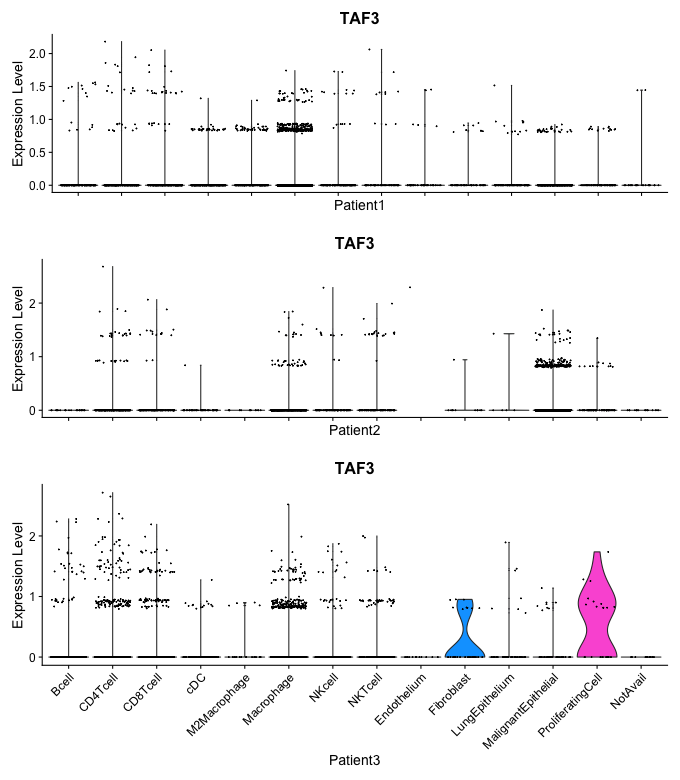 TAF3
Expression Level
2.0
1.5
1.0
0.5
0.0
Patient1
TAF3
Expression Level
2
1
0
Patient2
TAF3
Expression Level
2
1
0
Bcell
CD4Tcell
CD8Tcell
cDC
M2Macrophage
Macrophage
NKcell
NKTcell
Endothelium
Fibroblast
LungEpithelium
MalignantEpithelial
ProliferatingCell
NotAvail
Patient3